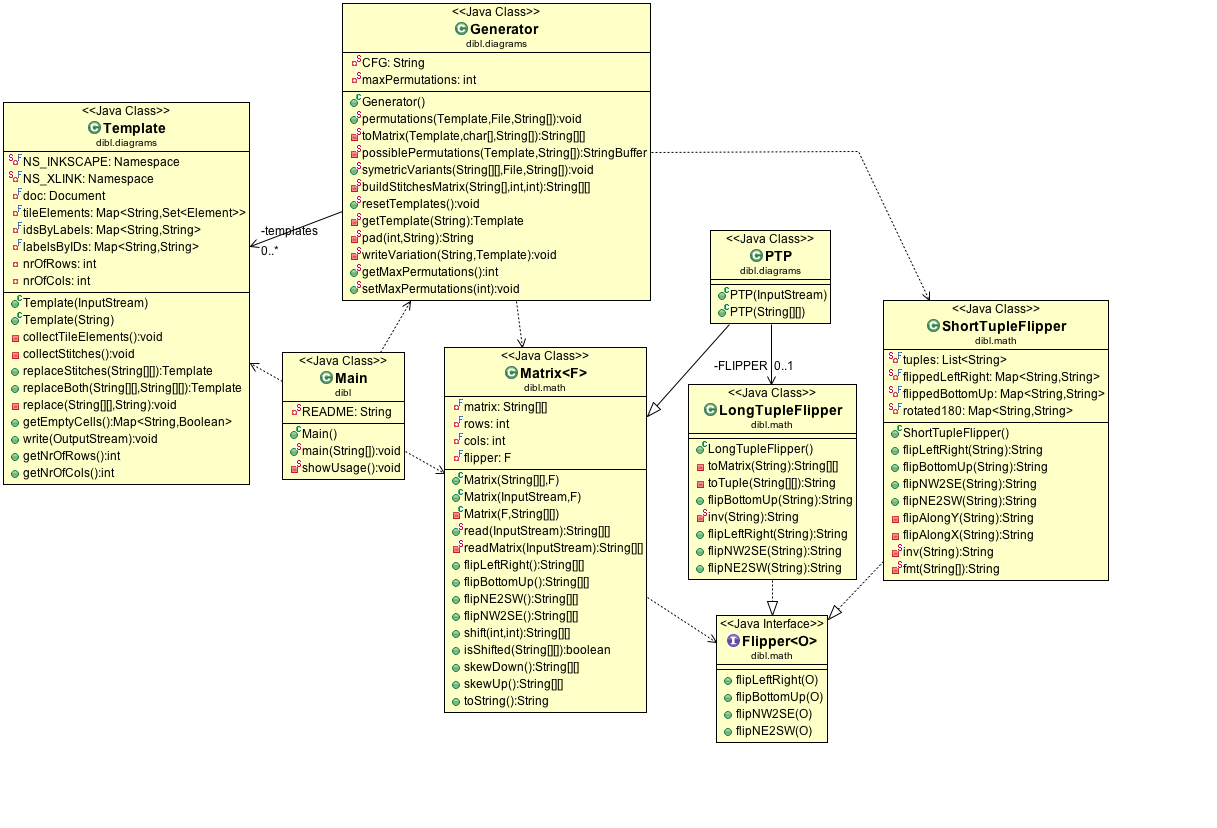 <<Java Class>>
Generator
dibl.diagrams
CFG: String
maxPermutations: int
Generator()
permutations(Template,File,String[]):void
toMatrix(Template,char[],String[]):String[][]
possiblePermutations(Template,String[]):StringBuffer
symetricVariants(String[][],File,String[]):void
buildStitchesMatrix(String[],int,int):String[][]
resetTemplates():void
getTemplate(String):Template
pad(int,String):String
writeVariation(String,Template):void
getMaxPermutations():int
setMaxPermutations(int):void
<<Java Class>>
Template
dibl.diagrams
NS_INKSCAPE: Namespace
NS_XLINK: Namespace
doc: Document
tileElements: Map<String,Set<Element>>
idsByLabels: Map<String,String>
labelsByIDs: Map<String,String>
nrOfRows: int
nrOfCols: int
Template(InputStream)
Template(String)
collectTileElements():void
collectStitches():void
replaceStitches(String[][]):Template
replaceBoth(String[][],String[][]):Template
replace(String[][],String):void
getEmptyCells():Map<String,Boolean>
write(OutputStream):void
getNrOfRows():int
getNrOfCols():int
-templates
0..*
<<Java Class>>
PTP
dibl.diagrams
PTP(InputStream)
PTP(String[][])
-FLIPPER 0..1
<<Java Class>>
ShortTupleFlipper
dibl.math
tuples: List<String>
flippedLeftRight: Map<String,String>
flippedBottomUp: Map<String,String>
rotated180: Map<String,String>
ShortTupleFlipper()
flipLeftRight(String):String
flipBottomUp(String):String
flipNW2SE(String):String
flipNE2SW(String):String
flipAlongY(String):String
flipAlongX(String):String
inv(String):String
fmt(String[]):String
<<Java Class>>
Main
dibl
README: String
Main()
main(String[]):void
showUsage():void
<<Java Class>>
Matrix<F>
dibl.math
matrix: String[][]
rows: int
cols: int
flipper: F
Matrix(String[][],F)
Matrix(InputStream,F)
Matrix(F,String[][])
read(InputStream):String[][]
readMatrix(InputStream):String[][]
flipLeftRight():String[][]
flipBottomUp():String[][]
flipNE2SW():String[][]
flipNW2SE():String[][]
shift(int,int):String[][]
isShifted(String[][]):boolean
skewDown():String[][]
skewUp():String[][]
toString():String
<<Java Class>>
LongTupleFlipper
dibl.math
LongTupleFlipper()
toMatrix(String):String[][]
toTuple(String[][]):String
flipBottomUp(String):String
inv(String):String
flipLeftRight(String):String
flipNW2SE(String):String
flipNE2SW(String):String
<<Java Interface>>
Flipper<O>
dibl.math
flipLeftRight(O)
flipBottomUp(O)
flipNW2SE(O)
flipNE2SW(O)